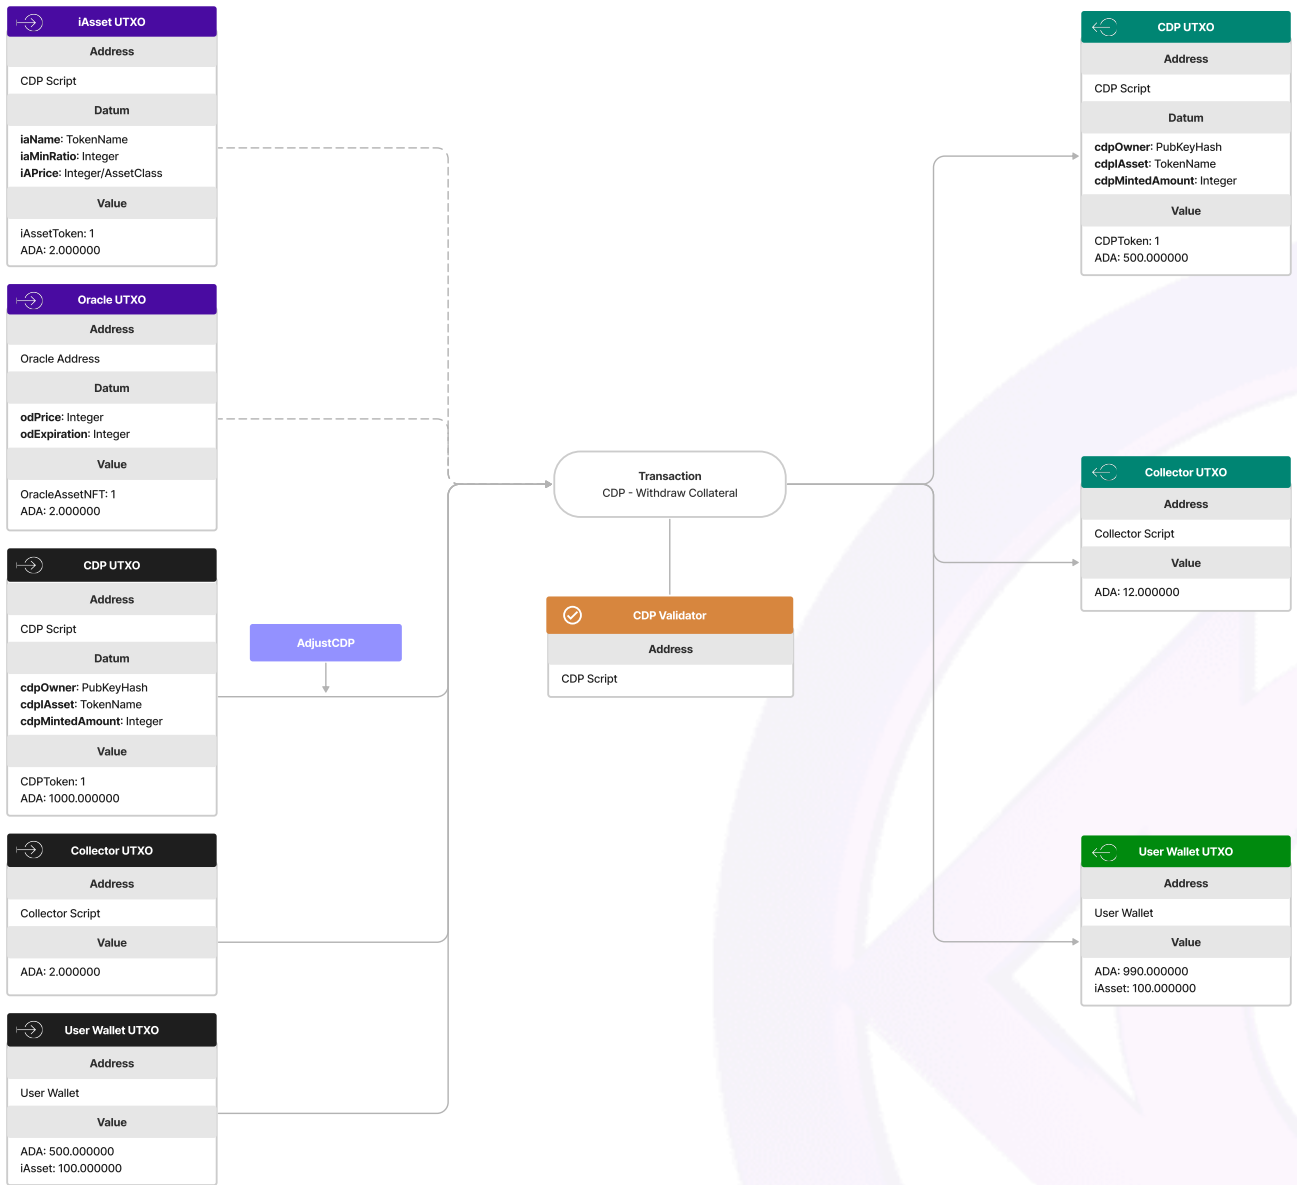 iAsset UTXO
Address
CDP Script
Datum
iaName: TokenName
iaMinRatio: Integer
iAPrice: Integer/AssetClass
Value
iAssetToken: 1
ADA: 2.000000
Oracle UTXO
Address
Oracle Address
Datum
odPrice: Integer
odExpiration: Integer
Value
OracleAssetNFT: 1
ADA: 2.000000
CDP UTXO
Address
CDP Script
Datum
cdpOwner: PubKeyHash
cdpIAsset: TokenName
cdpMintedAmount: Integer
Value
CDPToken: 1
ADA: 1000.000000
Collector UTXO
Address
Collector Script
Value
ADA: 2.000000
User Wallet UTXO
Address
User Wallet
Value
ADA: 500.000000
iAsset: 100.000000
AdjustCDP
Transaction
CDP - Withdraw Collateral
CDP Validator
Address
CDP Script
CDP UTXO
Address
CDP Script
Datum
cdpOwner: PubKeyHash
cdpIAsset: TokenName
cdpMintedAmount: Integer
Value
CDPToken: 1
ADA: 500.000000
Collector UTXO
Address
Collector Script
Value
ADA: 12.000000
User Wallet UTXO
Address
User Wallet
Value
ADA: 990.000000
iAsset: 100.000000